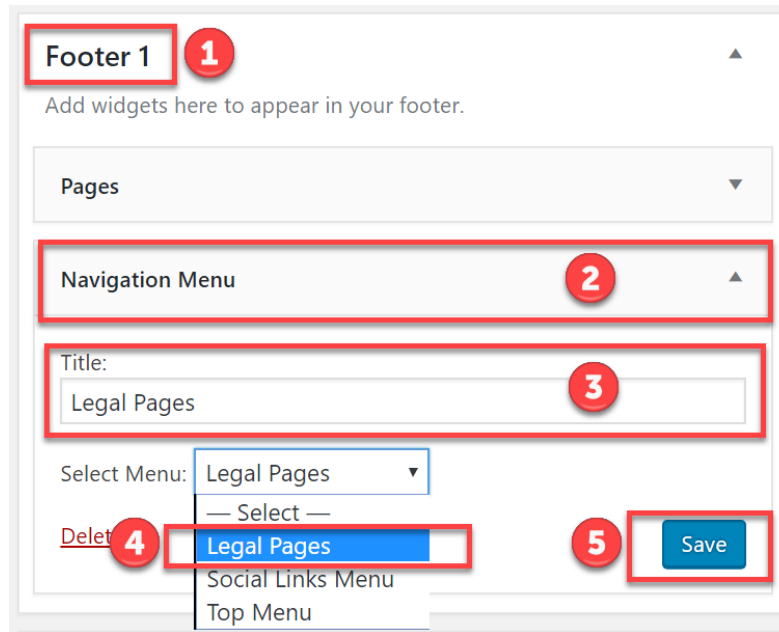 Footer 1 1
Add widgets here to appear in your footer.
Pages
Navigation Menu 2
Title:
Legal Pages 3
Select Menu: Legal Pages
— Select —
Delet 4 Legal Pages 5 Save
Social Links Menu
Top Menu